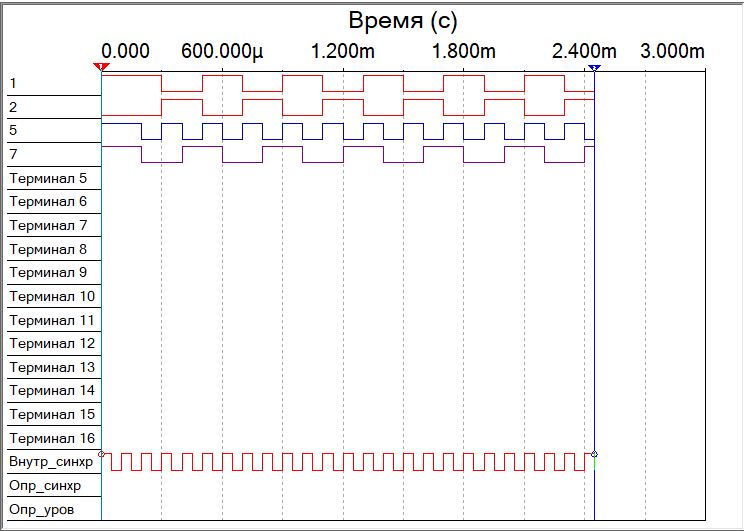 Время (с)
0.000 600.000µ 1.200m 1.800m 2.400m 3.000m
1
2
5
7
Терминал 5
Терминал 6
Терминал 7
Терминал 8
Терминал 9
Терминал 10
Терминал 11
Терминал 12
Терминал 13
Терминал 14
Терминал 15
Терминал 16
Внутр_синхр
Опр_синхр
Опр_уров